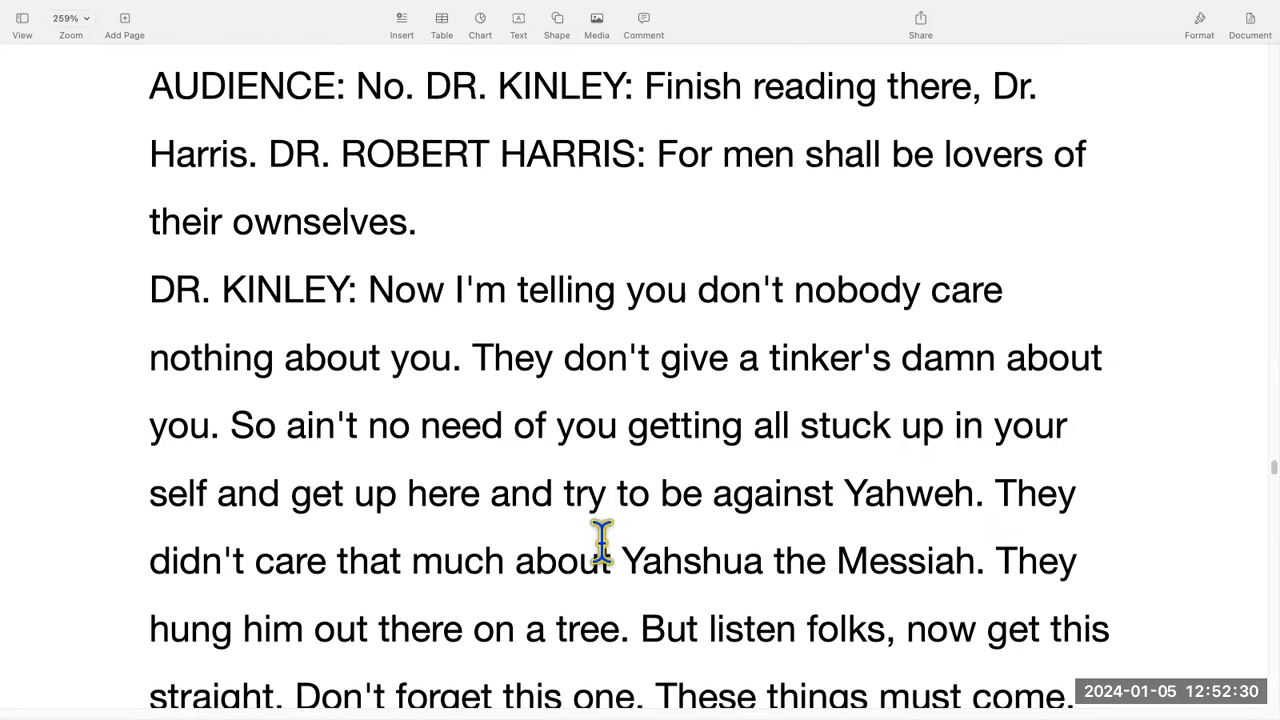 259%
View
Zoom
Add Page
Insert
Table
Chart
Text
Shape
Media
Comment
Share
Format
Document
AUDIENCE: No. DR. KINLEY: Finish reading there, Dr.
Harris. DR. ROBERT HARRIS: For men shall be lovers of
their ownselves.
DR. KINLEY: Now I'm telling you don't nobody care
nothing about you. They don't give a tinker's damn about
you. So ain't no need of you getting all stuck up in your
self and get up here and try to be against Yahweh. They
didn't care that much about Yahshua the Messiah. They
hung him out there on a tree. But listen folks, now get this
straight. Don't forget this one. These things must come.
2024-01-05 12:52:30